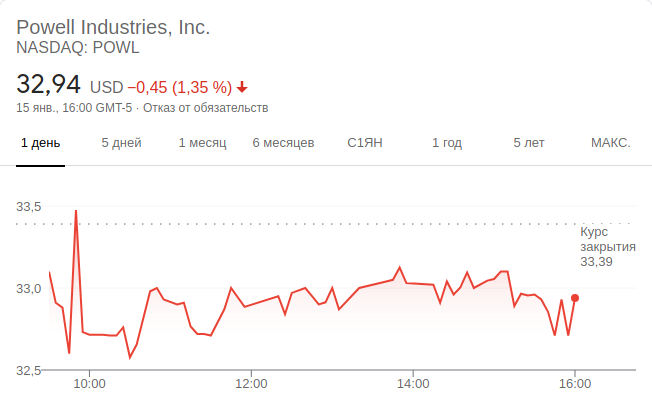 Powell Industries, Inc.
NASDAQ: POWL
32,94 USD −0,45 (1,35 %)
15 янв., 16:00 GMT-5 · Отказ от обязательств
1 день 5 дней 1 месяц 6 месяцев С1ЯН 1 год 5 лет МАКС.
33,5
Курс
закрытия
33,39
33,0
32,5
10:00 12:00 14:00 16:00